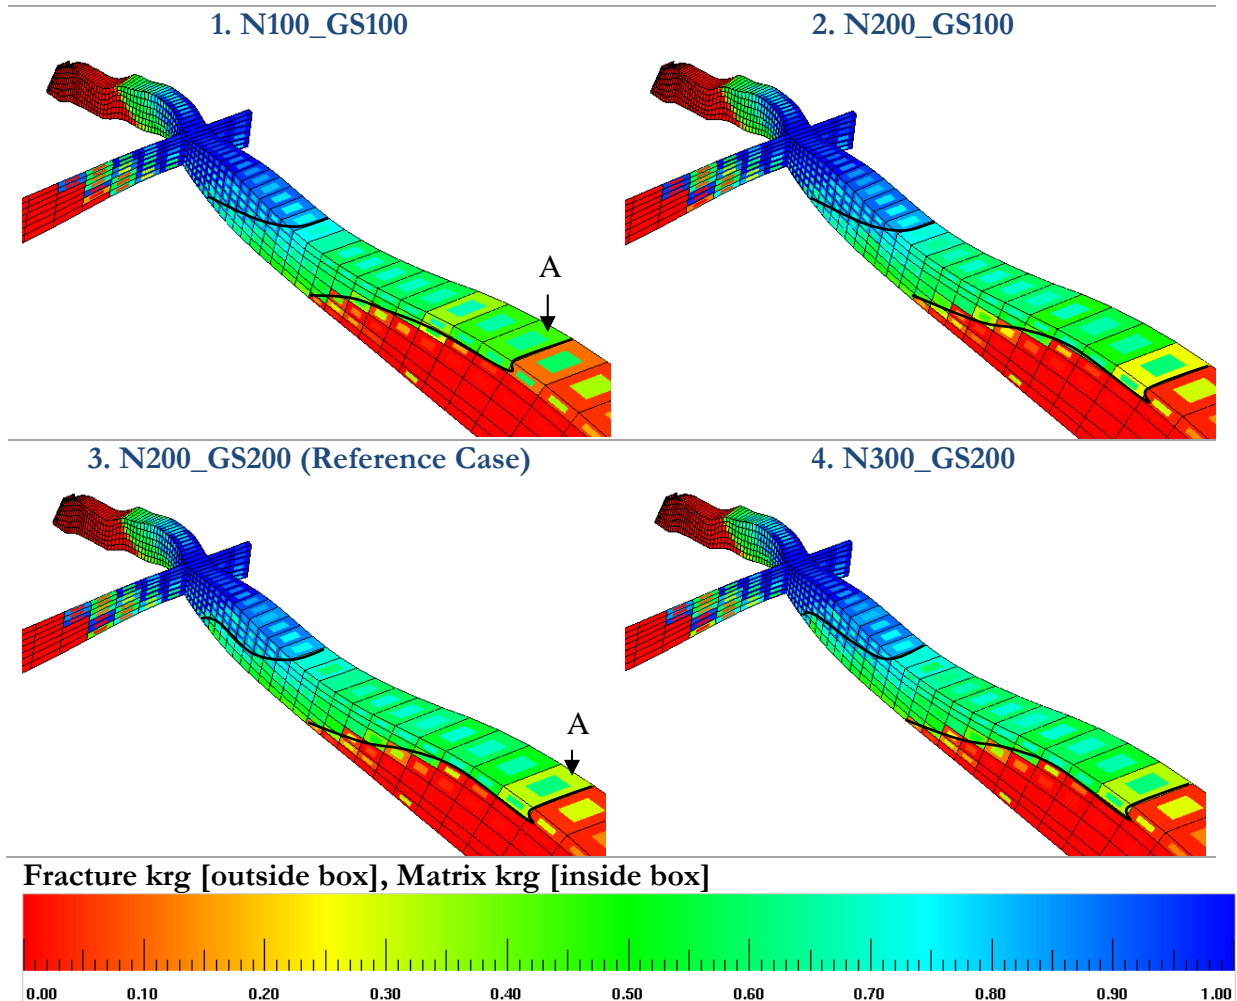 1. N100_GS100
2. N200_GS100
A
3. N200_GS200 (Reference Case)
4. N300_GS200
A
Fracture krg [outside box], Matrix krg [inside box]
0.00 0.10 0.20 0.30 0.40 0.50 0.60 0.70 0.80 0.90 1.00